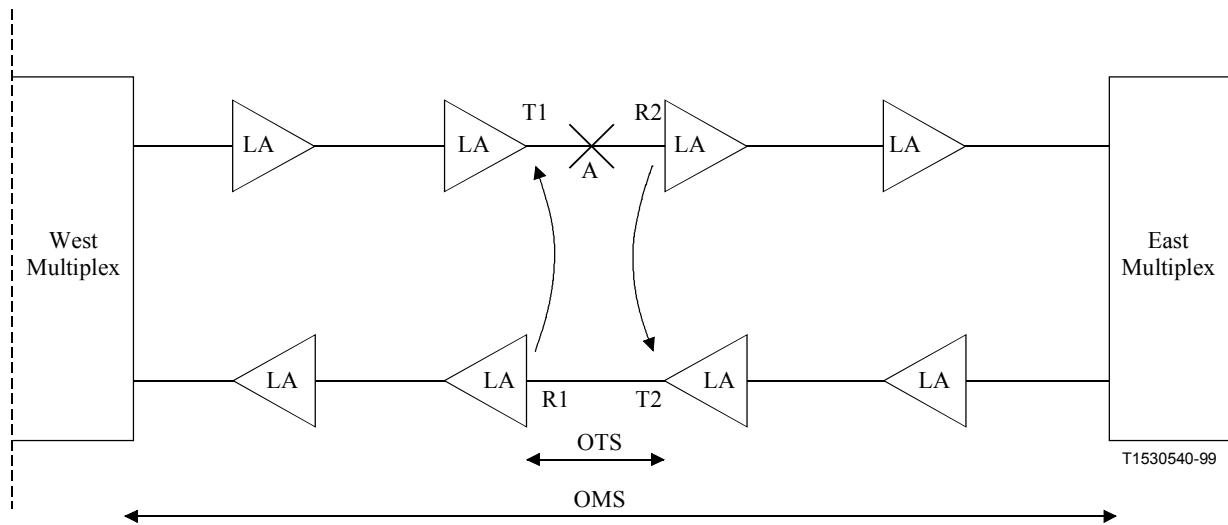 T1
R2
LA
LA
LA
LA
A
West
Multiplex
East
Multiplex
LA
LA
LA
LA
R1
T2
OTS
T1530540-99
OMS